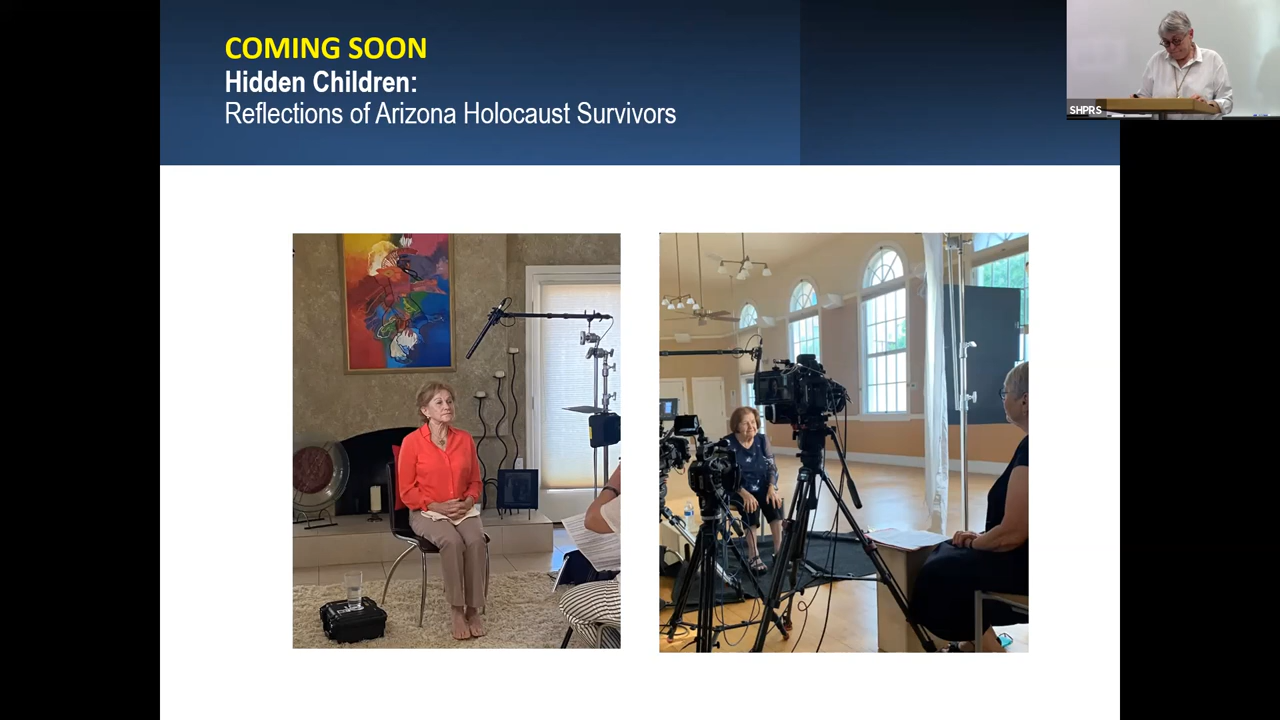 COMING SOON
Hidden Children:
Reflections of Arizona Holocaust Survivors
SHPRS